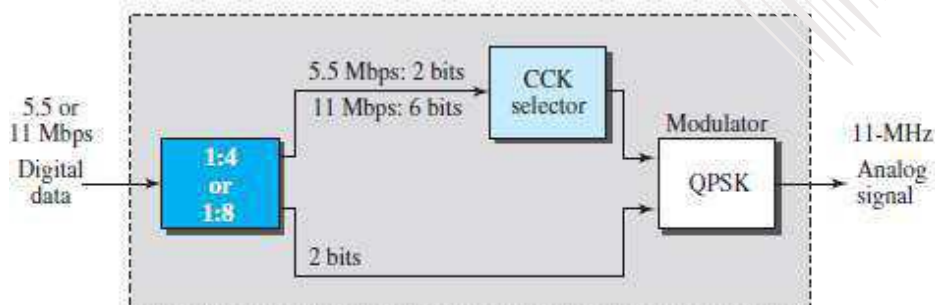 5.5 or
11 Mbps
Digital
data
1:4
or
1:8
5.5 Mbps: 2 bits
11 Mbps: 6 bits
CCK
selector
2 bits
Modulator
QPSK
11-MHz
Analog
signal